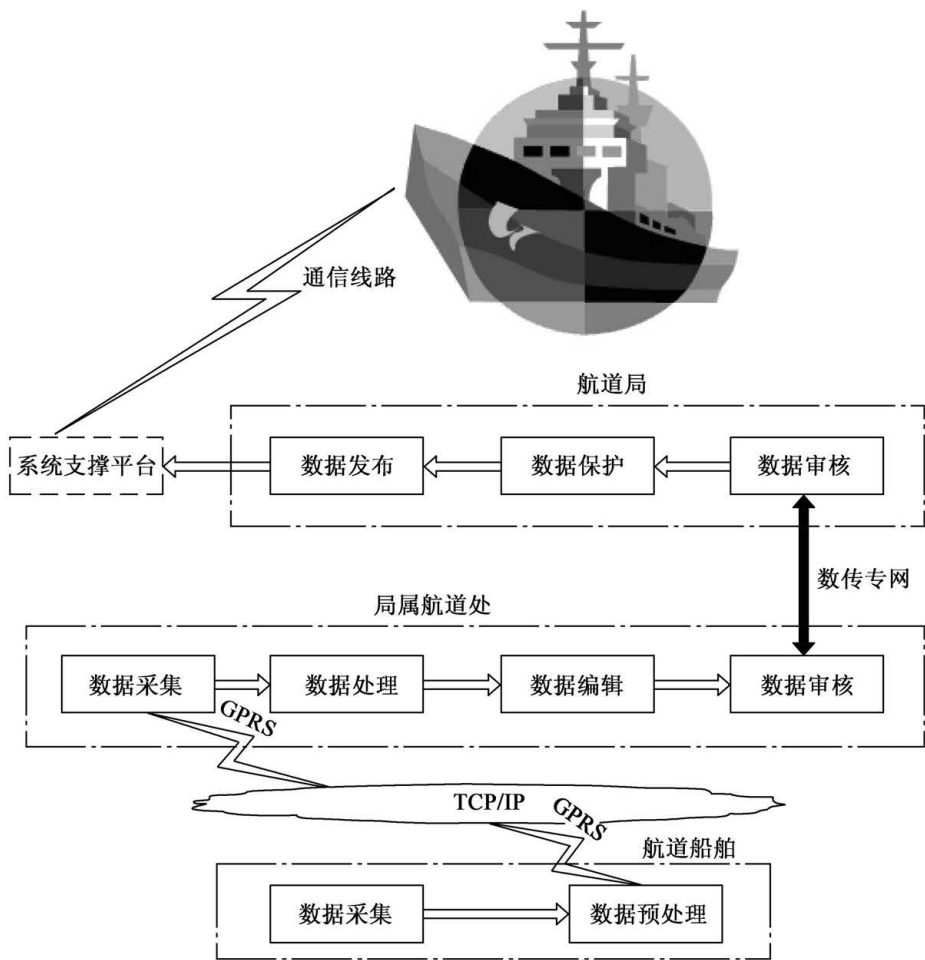 通信线路
航道局
系统支撑平台
数据发布
数据保护
数据审核
数传专网
局属航道处
数据采集
数据处理
数据编辑
数据审核
GPRS
TCP/IP
GPRS
航道船舶
数据采集
数据预处理